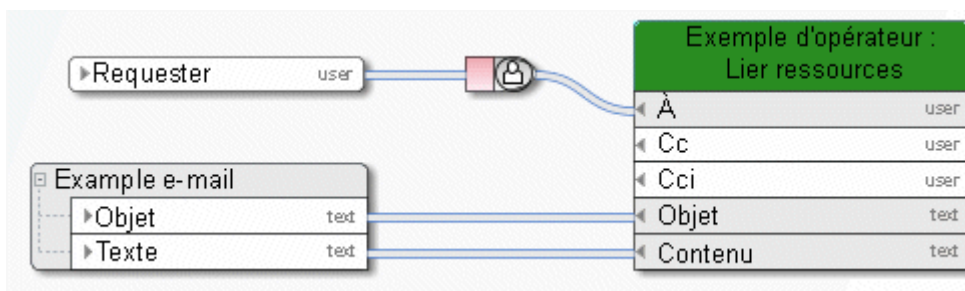 Exemple d'opérateur :
Lier ressources
Requester user
À user
Cc user
Cci user
Example e-mail
Objet text
Objet text
Texte text
Contenu text